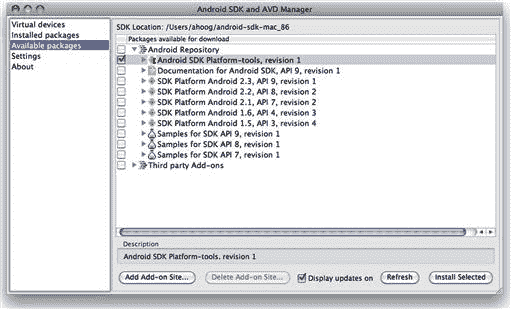 Android SDK and AVD Manager
Virtual devices
Installed packages
Available packages
Settings
About
SDK Location: /Users/ahoog/android-sdk-mac_86
Packages available for download
Android Repository
Android SDK Platform-tools, revision 1
Documentation for Android SDK, API 9, revision 1
SDK Platform Android 2.3, API 9, revision 1
SDK Platform Android 2.2, API 8, revision 2
SDK Platform Android 2.1, API 7, revision 2
SDK Platform Android 1.6, API 4, revision 3
SDK Platform Android 1.5, API 3, revision 4
Samples for SDK API 9, revision 1
Samples for SDK API 8, revision 1
Samples for SDK API 7, revision 1
Third party Add-ons
Description
Android SDK Platform-tools, revision 1
Add Add-on Site... Delete Add-on Site... Display updates on Refresh Install Selected